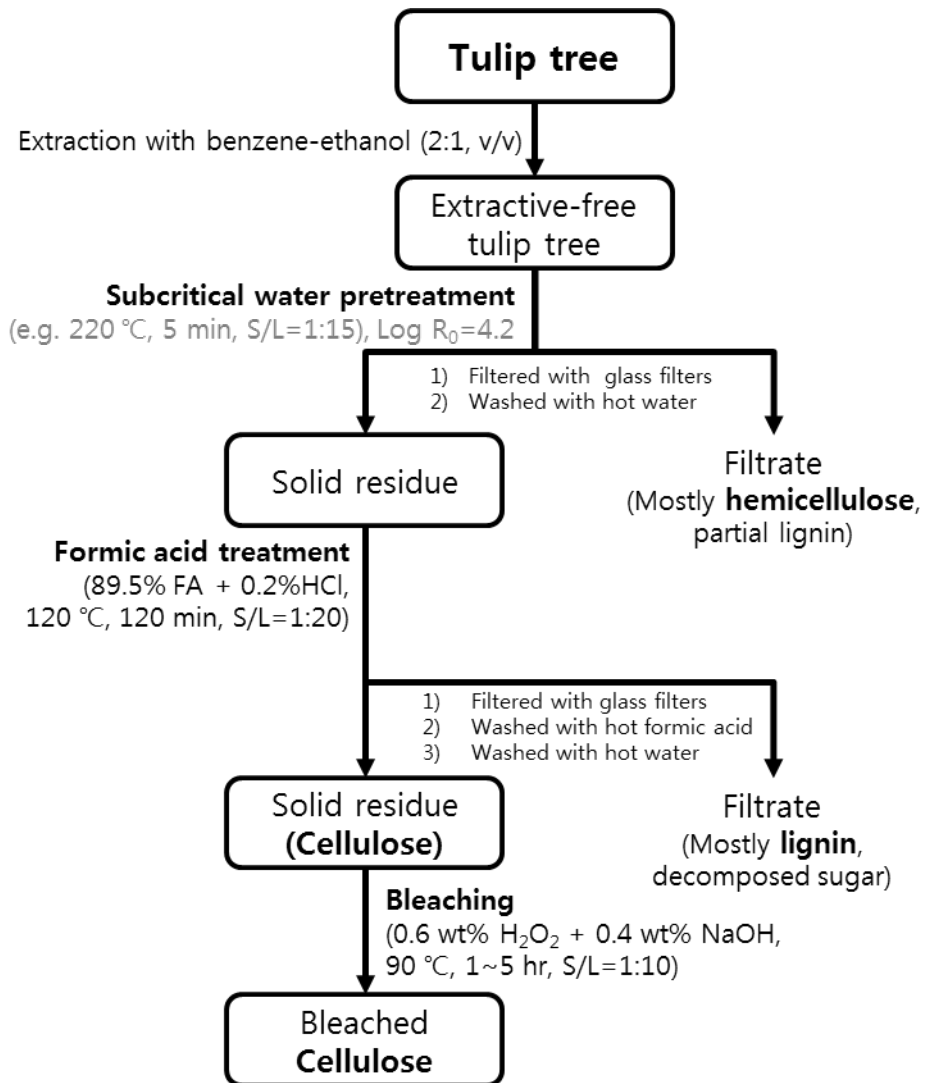 Tulip tree
Extraction with benzene-ethanol (2:1, v/v)
Extractive-free
tulip tree
Subcritical water pretreatment
(e.g. 220 ℃, 5 min, S/L=1:15), Log R₀=4.2
1) Filtered with glass filters
2) Washed with hot water
Solid residue
Filtrate
(Mostly hemicellulose,
partial lignin)
Formic acid treatment
(89.5% FA + 0.2%HCl,
120 ℃, 120 min, S/L=1:20)
1) Filtered with glass filters
2) Washed with hot formic acid
3) Washed with hot water
Solid residue
(Cellulose)
Filtrate
(Mostly lignin,
decomposed sugar)
Bleaching
(0.6 wt% H₂O₂ + 0.4 wt% NaOH,
90 ℃, 1~5 hr, S/L=1:10)
Bleached
Cellulose